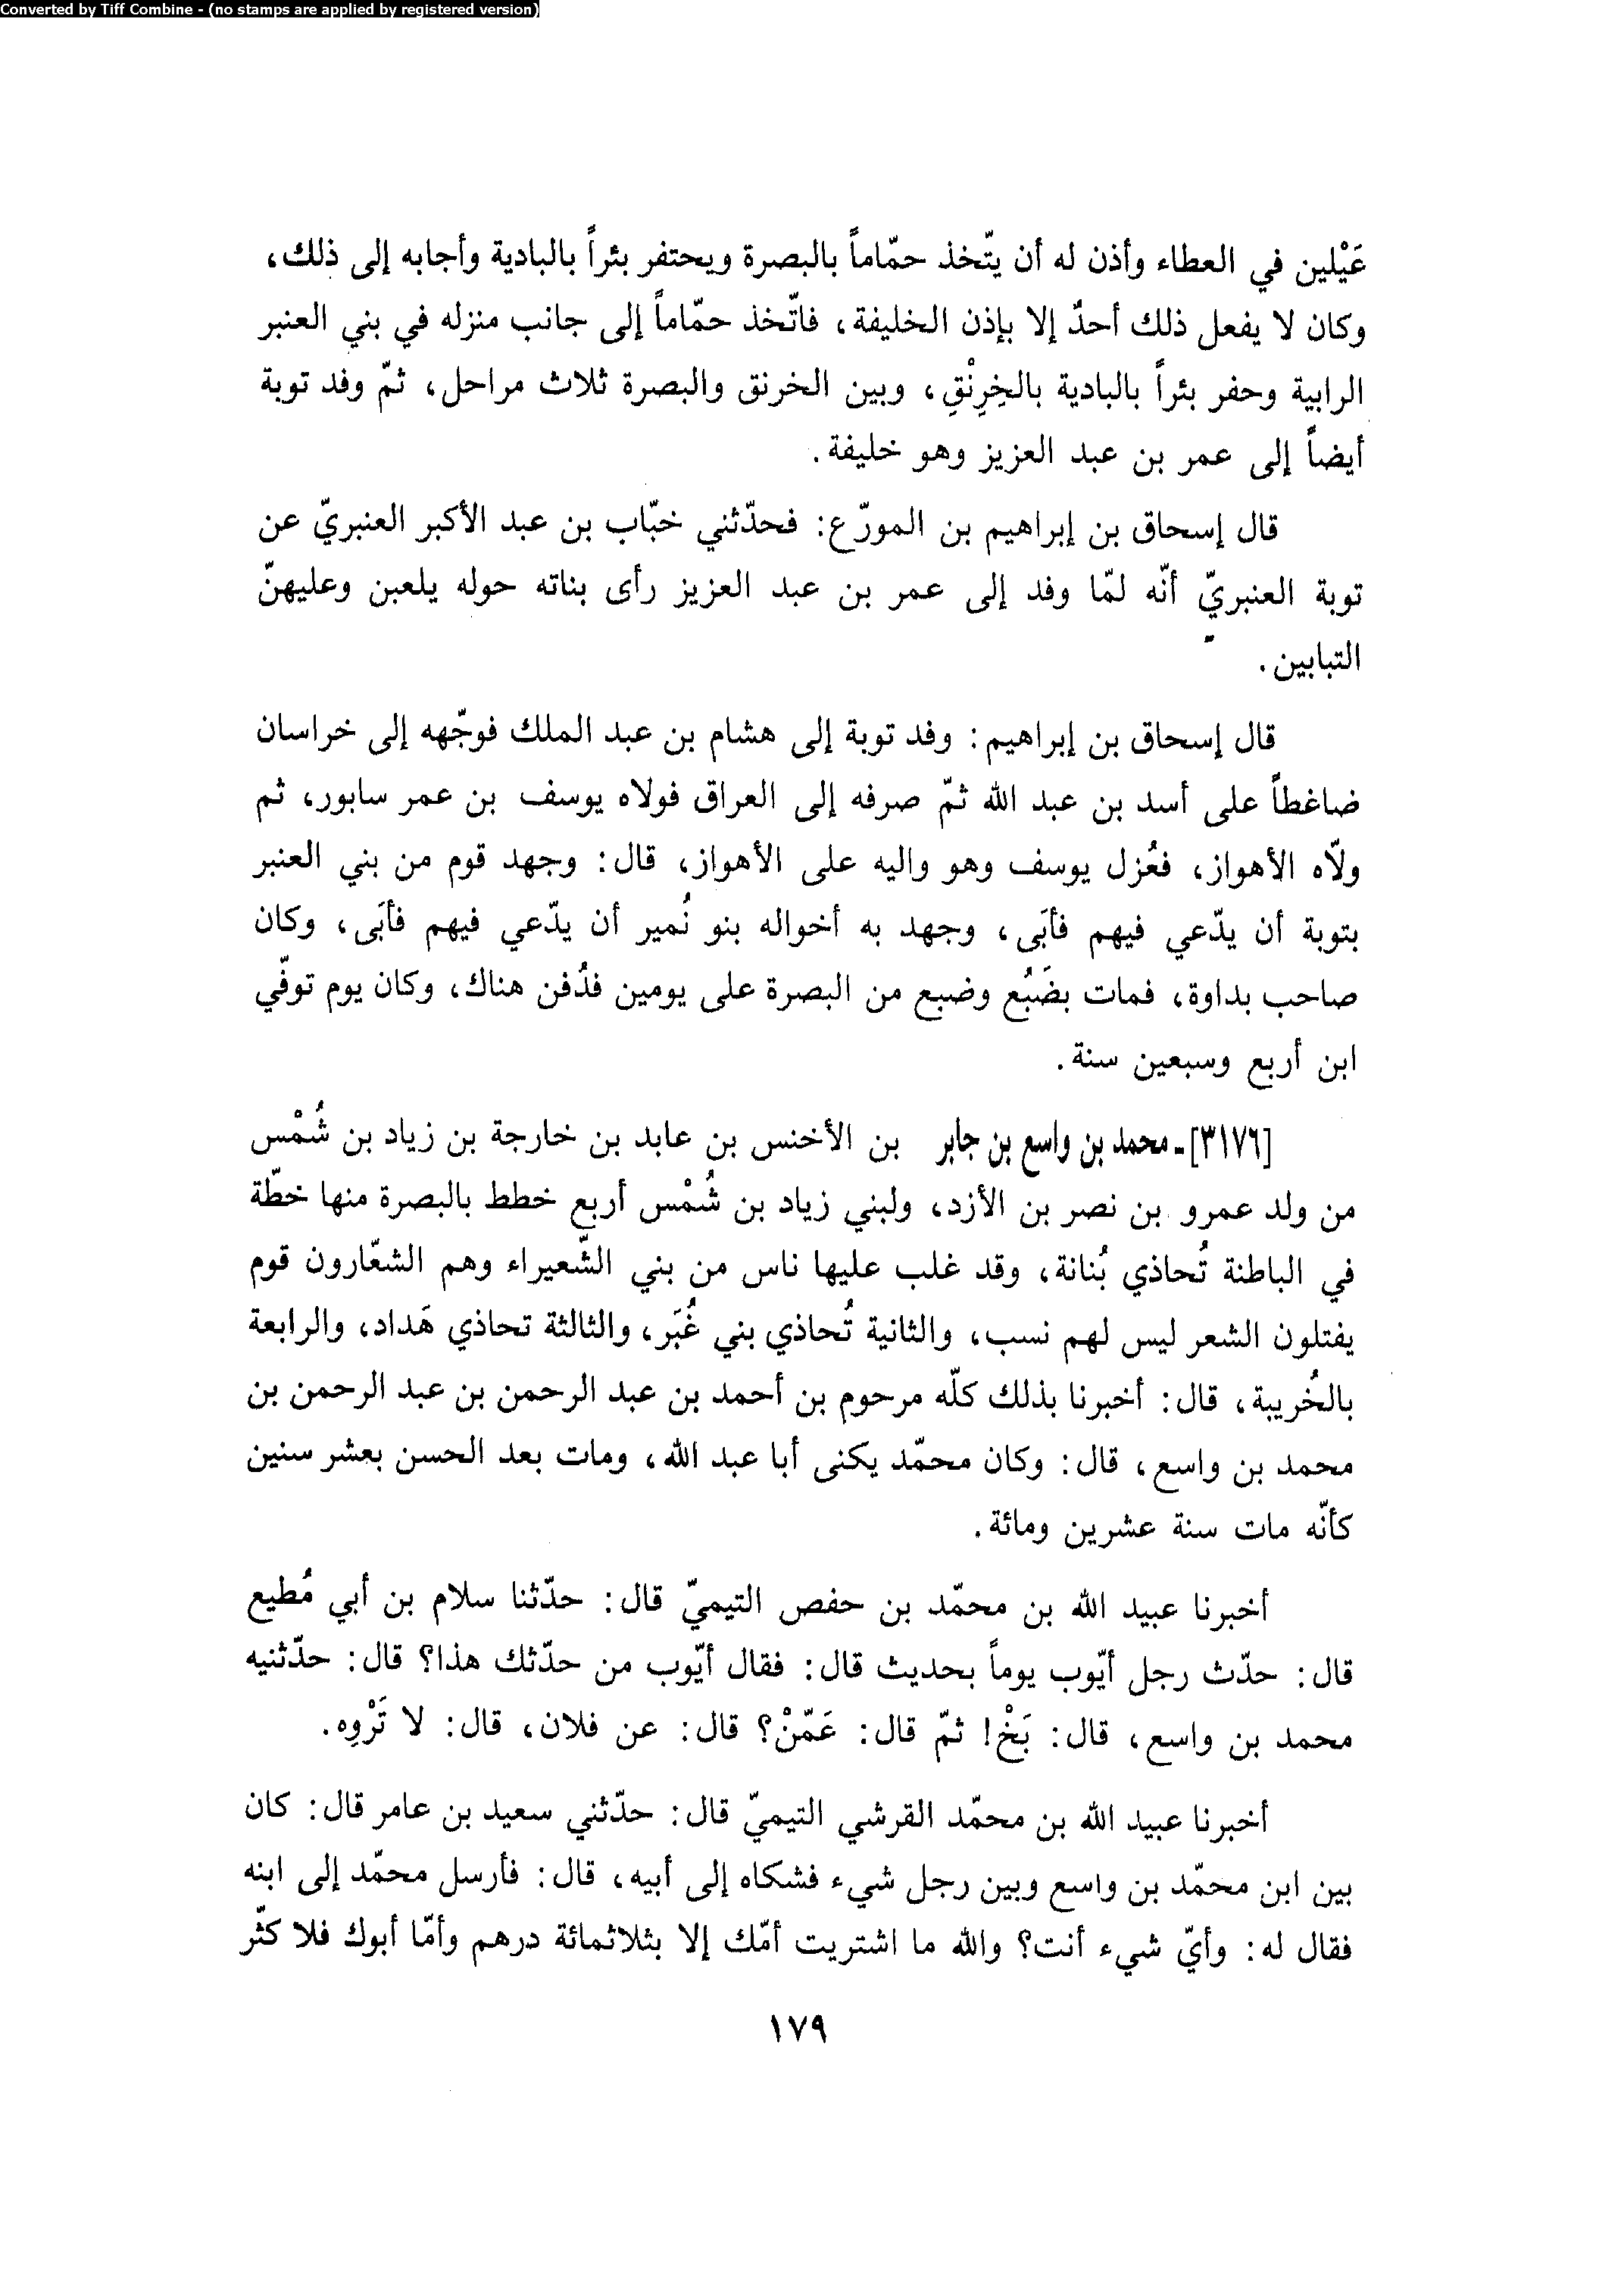 Converted by Tiff Combine - (no stamps are applied by registered version)
عَيْلين في العطاء وأذن له أن يتّخذ حمّاماً بالبصرة ويحتفر بئراً بالبادية وأجابه إلى ذلك،
وكان لا يفعل ذلك أحدٌ إلا بإذن الخليفة، فاتّخذ حمّاماً إلى جانب منزله في بني العنبر
الرابية وحفر بئراً بالبادية بالخِرِنْقِ، وبين الخرنق والبصرة ثلاث مراحل، ثمّ وفد توبة
أيضاً إلى عمر بن عبد العزيز وهو خليفة.
قال إسحاق بن إبراهيم بن المورّع: فحدّثني خبّاب بن عبد الأكبر العنبريّ عن
توبة العنبريّ أنّه لمّا وفد إلى عمر بن عبد العزيز رأى بناته حوله يلعبن وعليهنّ
التبابين.
قال إسحاق بن إبراهيم: وفد توبة إلى هشام بن عبد الملك فوجّهه إلى خراسان
ضاغطاً على أسد بن عبد الله ثمّ صرفه إلى العراق فولاه يوسف بن عمر سابور، ثم
ولّاه الأهواز، فعُزل يوسف وهو واليه على الأهواز، قال: وجهد قوم من بني العنبر
بتوبة أن يدّعي فيهم فأبَى، وجهد به أخواله بنو نُمير أن يدّعي فيهم فأبَى، وكان
صاحب بداوة، فمات بضَبُع وضبع من البصرة على يومين فدُفن هناك، وكان يوم توفّي
ابن أربع وسبعين سنة.
[٣١٧٦]ـ محمد بن واسع بن جابر بن الأخنس بن عابد بن خارجة بن زياد بن شُمْس
من ولد عمرو بن نصر بن الأزد، ولبني زياد بن شُمْس أربع خطط بالبصرة منها خطّة
في الباطنة تُحاذي بُنانة، وقد غلب عليها ناس من بني الشّعيراء وهم الشعّارون قوم
يفتلون الشعر ليس لهم نسب، والثانية تُحاذي بني غُبَر، والثالثة تحاذي هَداد، والرابعة
بالخُريبة، قال: أخبرنا بذلك كلّه مرحوم بن أحمد بن عبد الرحمن بن عبد الرحمن بن
محمد بن واسع، قال: وكان محمّد يكنى أبا عبد الله، ومات بعد الحسن بعشر سنين
كأنّه مات سنة عشرين ومائة.
أخبرنا عبيد الله بن محمّد بن حفص التيميّ قال: حدّثنا سلام بن أبي مُطيع
قال: حدّث رجل أيّوب يوماً بحديث قال: فقال أيّوب من حدّثك هذا؟ قال: حدّثنيه
محمد بن واسع، قال: بَخْ! ثمّ قال: عَمّنْ؟ قال: عن فلان، قال: لا تَرْوِه.
أخبرنا عبيد الله بن محمّد القرشي التيميّ قال: حدّثني سعيد بن عامر قال: كان
بين ابن محمّد بن واسع وبين رجل شيء فشكاه إلى أبيه، قال: فأرسل محمّد إلى ابنه
فقال له: وأيّ شيء أنت؟ والله ما اشتريت أمّك إلا بثلاثمائة درهم وأمّا أبوك فلا كثّر
١٧٩